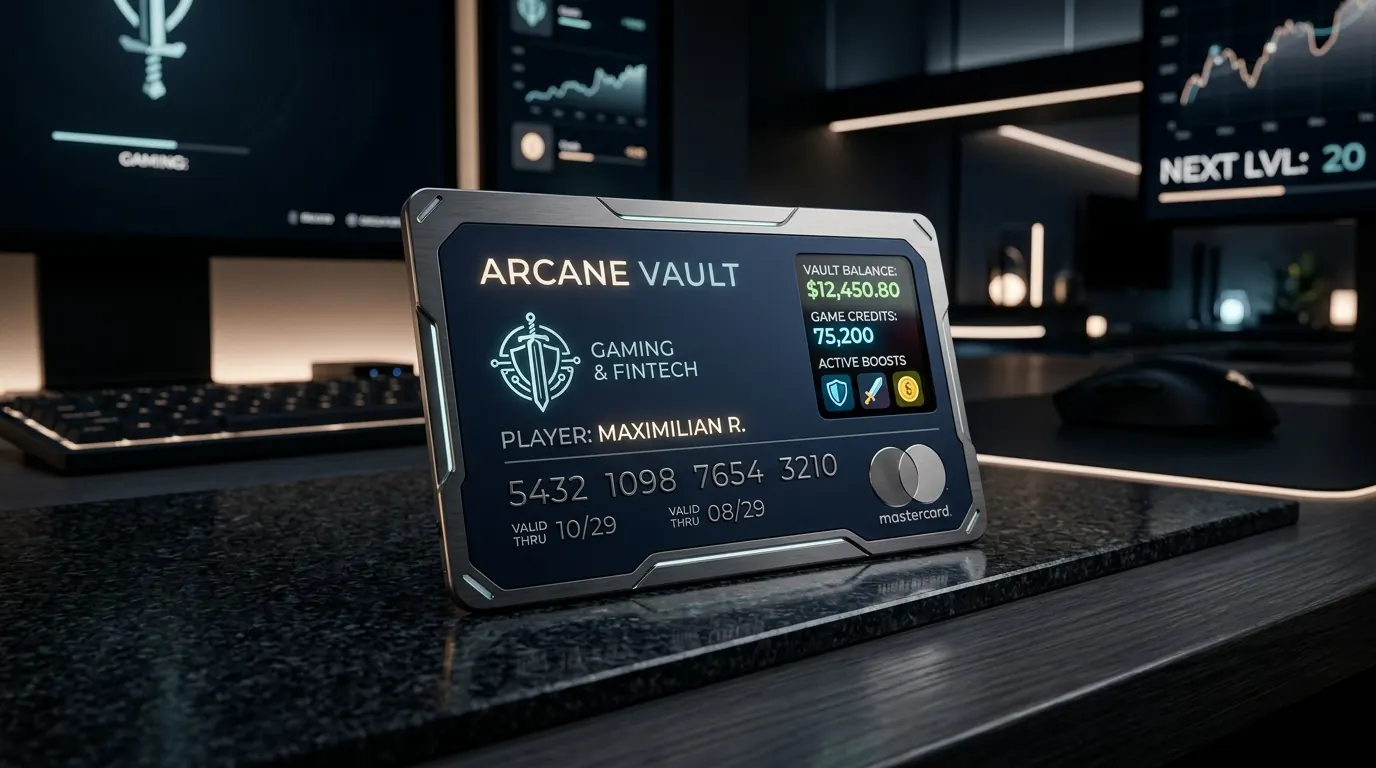 GAMING:
NEXT LVL: 20
ARCANE VAULT
GAMING
& FINTECH
PLAYER: MAXIMILIAN R.
5432 1098 7654 3210
VALID THRU 10/29
VALID THRU 08/29
VAULT BALANCE:
$12,450.80
GAME CREDITS:
75,200
ACTIVE BOOSTS
mastercard.